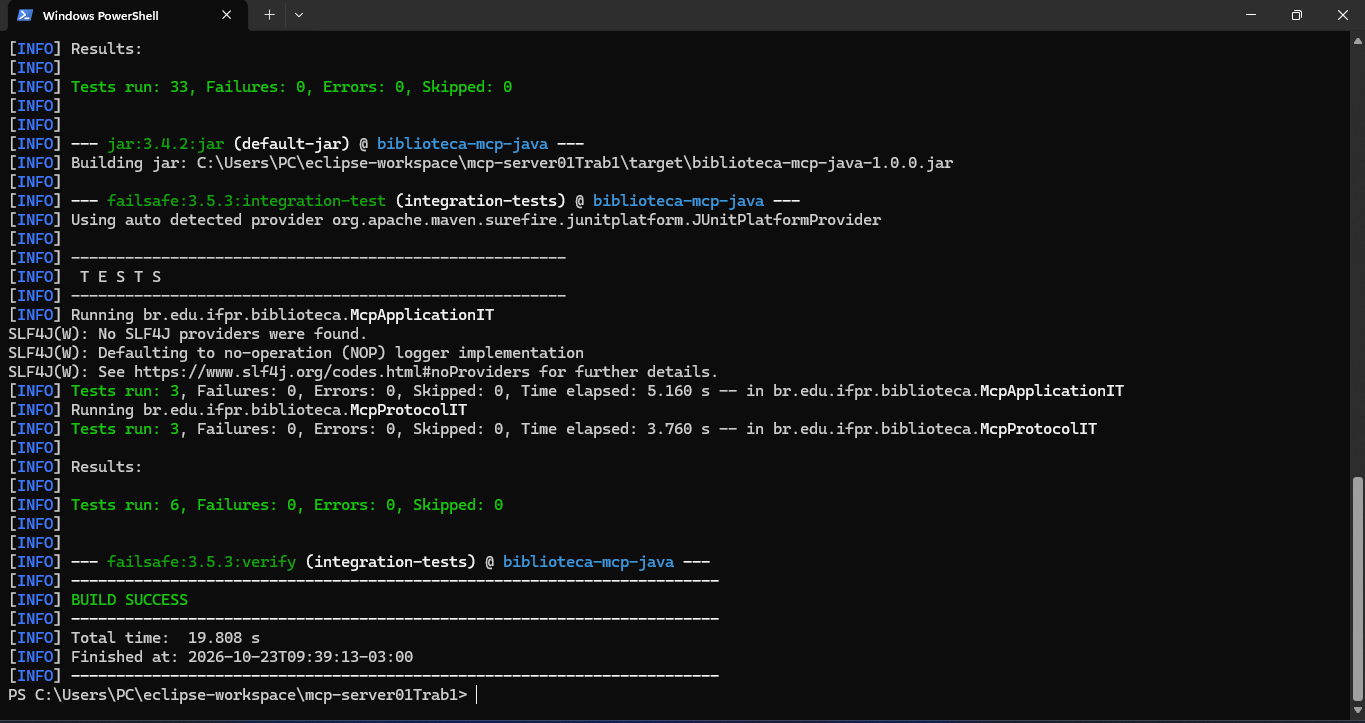 Windows PowerShell
[INFO] Results:
[INFO]
[INFO] Tests run: 33, Failures: 0, Errors: 0, Skipped: 0
[INFO]
[INFO]
[INFO] --- jar:3.4.2:jar (default-jar) @ biblioteca-mcp-java ---
[INFO] Building jar: C:\Users\PC\eclipse-workspace\mcp-server01Trab1\target\biblioteca-mcp-java-1.0.0.jar
[INFO]
[INFO] --- failsafe:3.5.3:integration-test (integration-tests) @ biblioteca-mcp-java ---
[INFO] Using auto detected provider org.apache.maven.surefire.junitplatform.JUnitPlatformProvider
[INFO]
[INFO] -------------------------------------------------------
[INFO]  T E S T S
[INFO] -------------------------------------------------------
[INFO] Running br.edu.ifpr.biblioteca.McpApplicationIT
SLF4J(W): No SLF4J providers were found.
SLF4J(W): Defaulting to no-operation (NOP) logger implementation
SLF4J(W): See https://www.slf4j.org/codes.html#noProviders for further details.
[INFO] Tests run: 3, Failures: 0, Errors: 0, Skipped: 0, Time elapsed: 5.160 s -- in br.edu.ifpr.biblioteca.McpApplicationIT
[INFO] Running br.edu.ifpr.biblioteca.McpProtocolIT
[INFO] Tests run: 3, Failures: 0, Errors: 0, Skipped: 0, Time elapsed: 3.760 s -- in br.edu.ifpr.biblioteca.McpProtocolIT
[INFO]
[INFO] Results:
[INFO]
[INFO] Tests run: 6, Failures: 0, Errors: 0, Skipped: 0
[INFO]
[INFO]
[INFO] --- failsafe:3.5.3:verify (integration-tests) @ biblioteca-mcp-java ---
[INFO] ------------------------------------------------------------------------
[INFO] BUILD SUCCESS
[INFO] ------------------------------------------------------------------------
[INFO] Total time:  19.808 s
[INFO] Finished at: 2026-10-23T09:39:13-03:00
[INFO] ------------------------------------------------------------------------
PS C:\Users\PC\eclipse-workspace\mcp-server01Trab1>